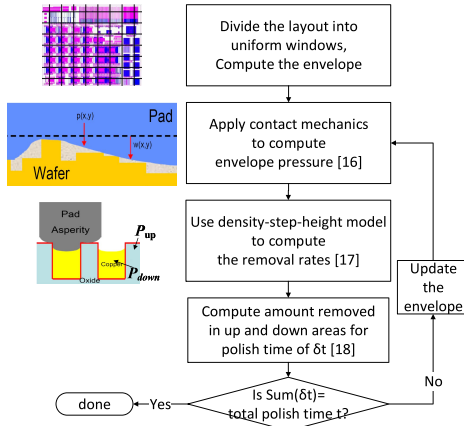 Divide the layout into
uniform windows,
Compute the envelope
p(x,y)
Pad
w(x,y)
Wafer
Apply contact mechanics
to compute
envelope pressure [16]
Pad
Asperity
Pup
Copper
Pdown
Oxide
Use density-step-height model
to compute
the removal rates [17]
Update
the
envelope
Compute amount removed
in up and down areas for
polish time of δt [18]
No
Is Sum(δt)=
total polish time t?
Yes
done